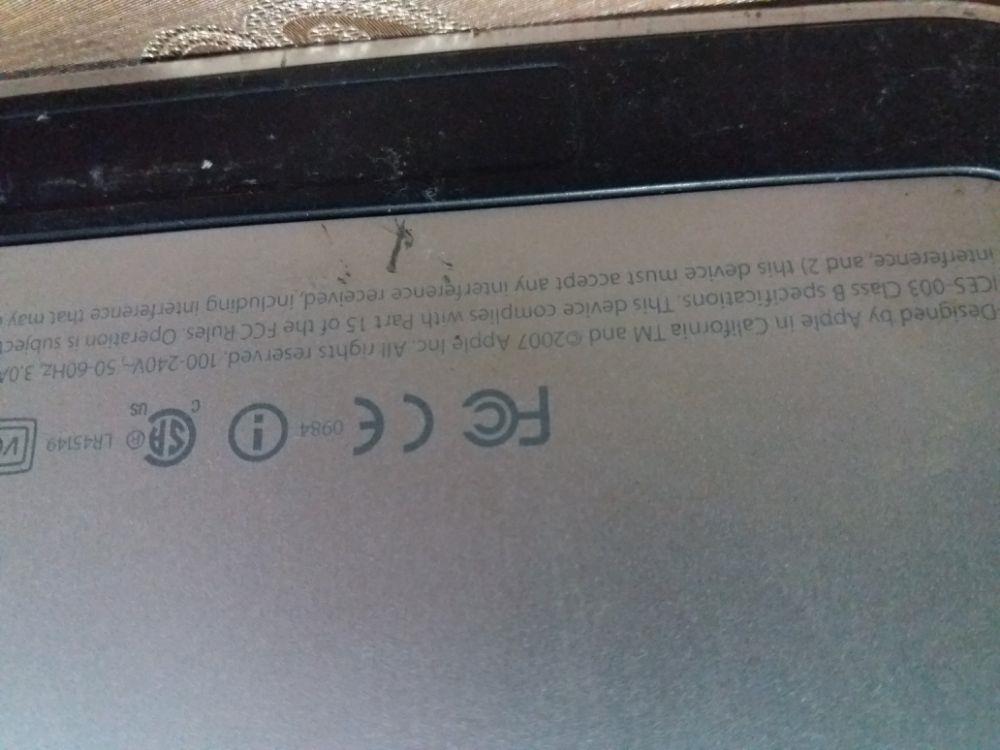 FC CE 0984 i c SA US ® LR45149
Designed by Apple in California TM and ©2007 Apple Inc. All rights reserved. 100-240V~, 50-60Hz, 3.0A
ICES-003 Class B specifications. This device complies with Part 15 of the FCC Rules. Operation is subject
interference, and 2) this device must accept any interference received, including interference that may